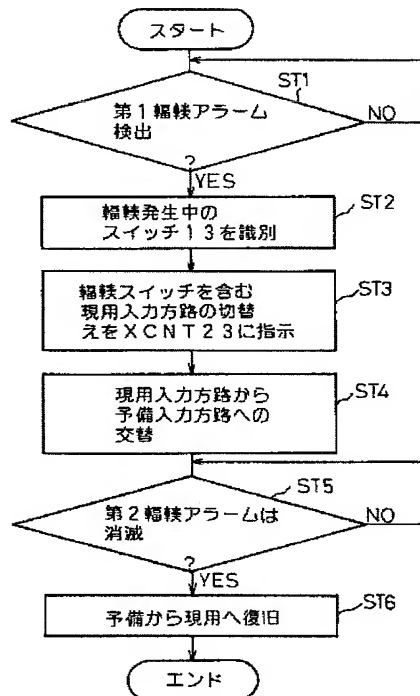 スタート
ST1
第1輻輳アラーム
検出
?
NO
YES
ST2
輻輳発生中の
スイッチ13を識別
ST3
輻輳スイッチを含む
現用入力方路の切替
えをXCNT23に指示
ST4
現用入力方路から
予備入力方路への
交替
ST5
第2輻輳アラームは
消滅
?
NO
YES
ST6
予備から現用へ復旧
エンド